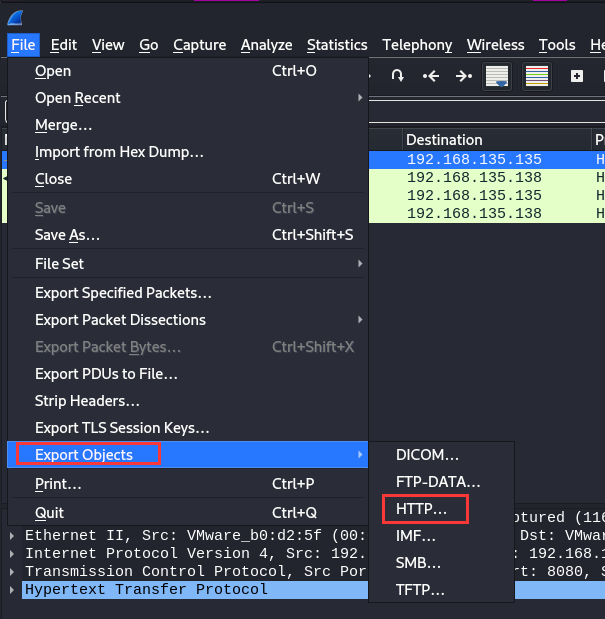 File Edit View Go Capture Analyze Statistics Telephony Wireless Tools
Open Ctrl+O
Open Recent
Merge…
Import from Hex Dump…
Close Ctrl+W
Save Ctrl+S
Save As… Ctrl+Shift+S
File Set
Export Specified Packets…
Export Packet Dissections
Export Packet Bytes… Ctrl+Shift+X
Export PDUs to File…
Strip Headers…
Export TLS Session Keys…
Export Objects
Print… Ctrl+P
Quit Ctrl+Q
Destination
192.168.135.135 H
192.168.135.138 H
192.168.135.135 H
192.168.135.138 H
DICOM…
FTP-DATA…
HTTP…
IMF…
SMB…
TFTP…
ptured (116
Ethernet II, Src: VMware_b0:d2:5f (00: Dst: VMwar
Internet Protocol Version 4, Src: 192. : 192.168.1
Transmission Control Protocol, Src Por rt: 8080, S
Hypertext Transfer Protocol